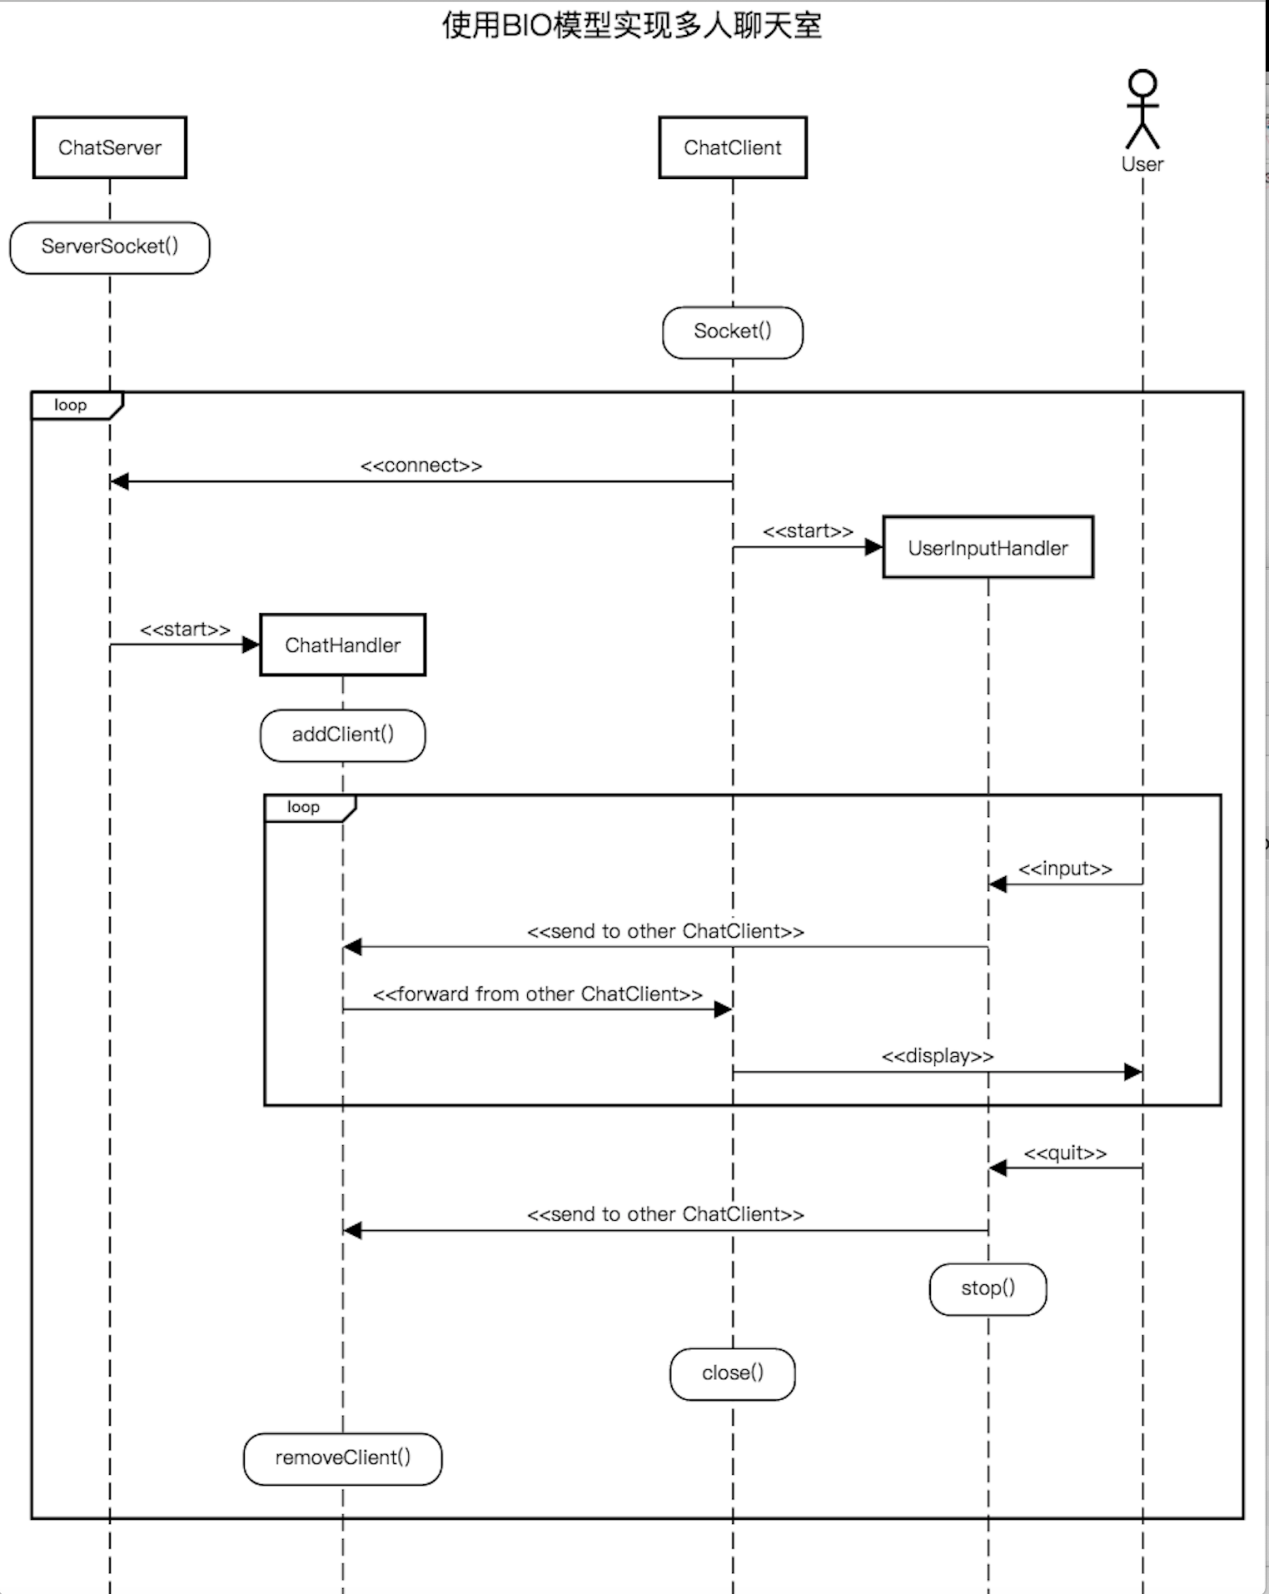 使用BIO模型实现多人聊天室
ChatServer
ChatClient
User
ServerSocket()
Socket()
loop
<<connect>>
<<start>>
UserInputHandler
<<start>>
ChatHandler
addClient()
loop
<<input>>
<<send to other ChatClient>>
<<forward from other ChatClient>>
<<display>>
<<quit>>
<<send to other ChatClient>>
stop()
close()
removeClient()